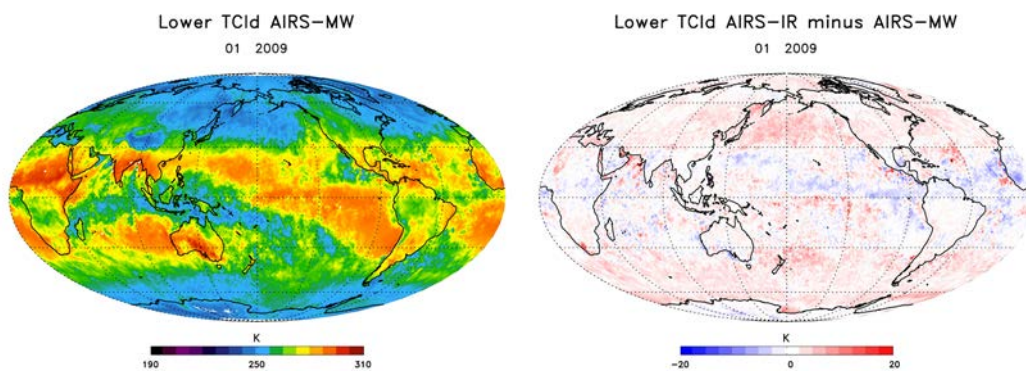 Lower TCld AIRS-MW
01 2009
K
190 250 310
Lower TCld AIRS-IR minus AIRS-MW
01 2009
K
-20 0 20